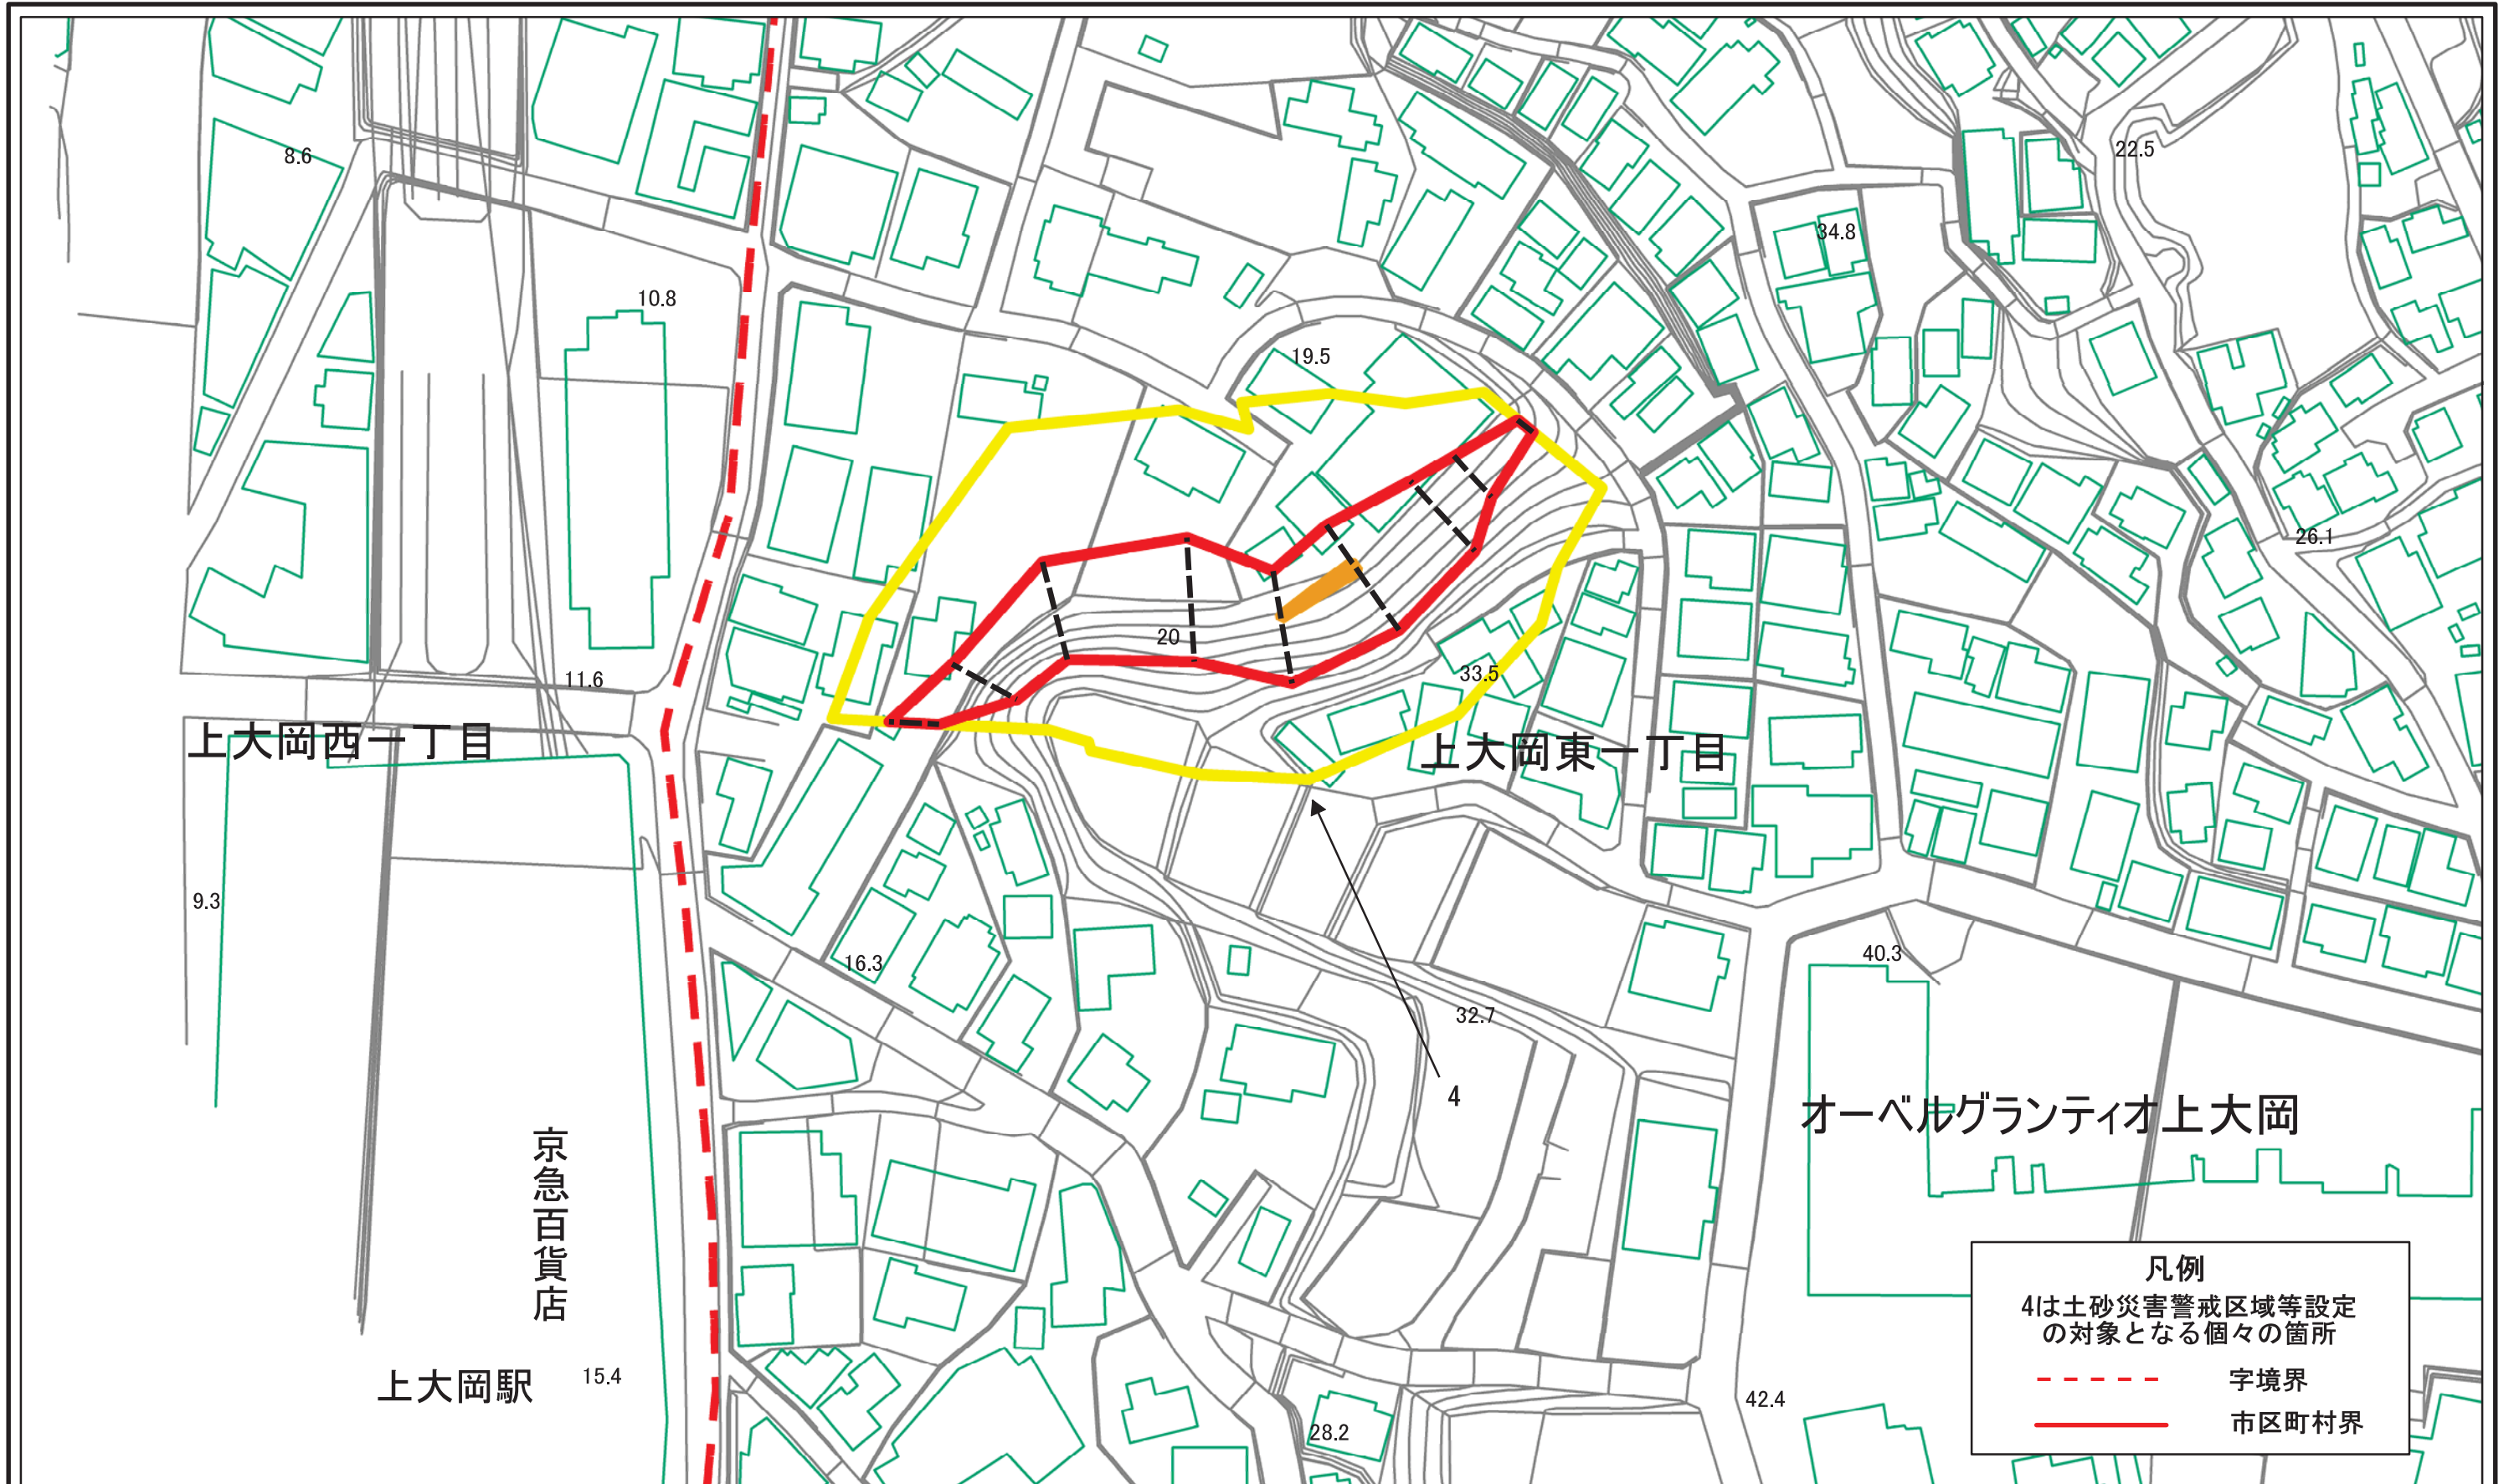 8.6
22.5
34.8
10.8
19.5
26.1
20
33.5
11.6
上大岡西一丁目
上大岡東一丁目
9.3
16.3
40.3
32.7
4
オーベルグランティオ上大岡
京急百貨店
上大岡駅
15.4
28.2
42.4
凡例
4は土砂災害警戒区域等設定
の対象となる個々の箇所
字境界
市区町村界